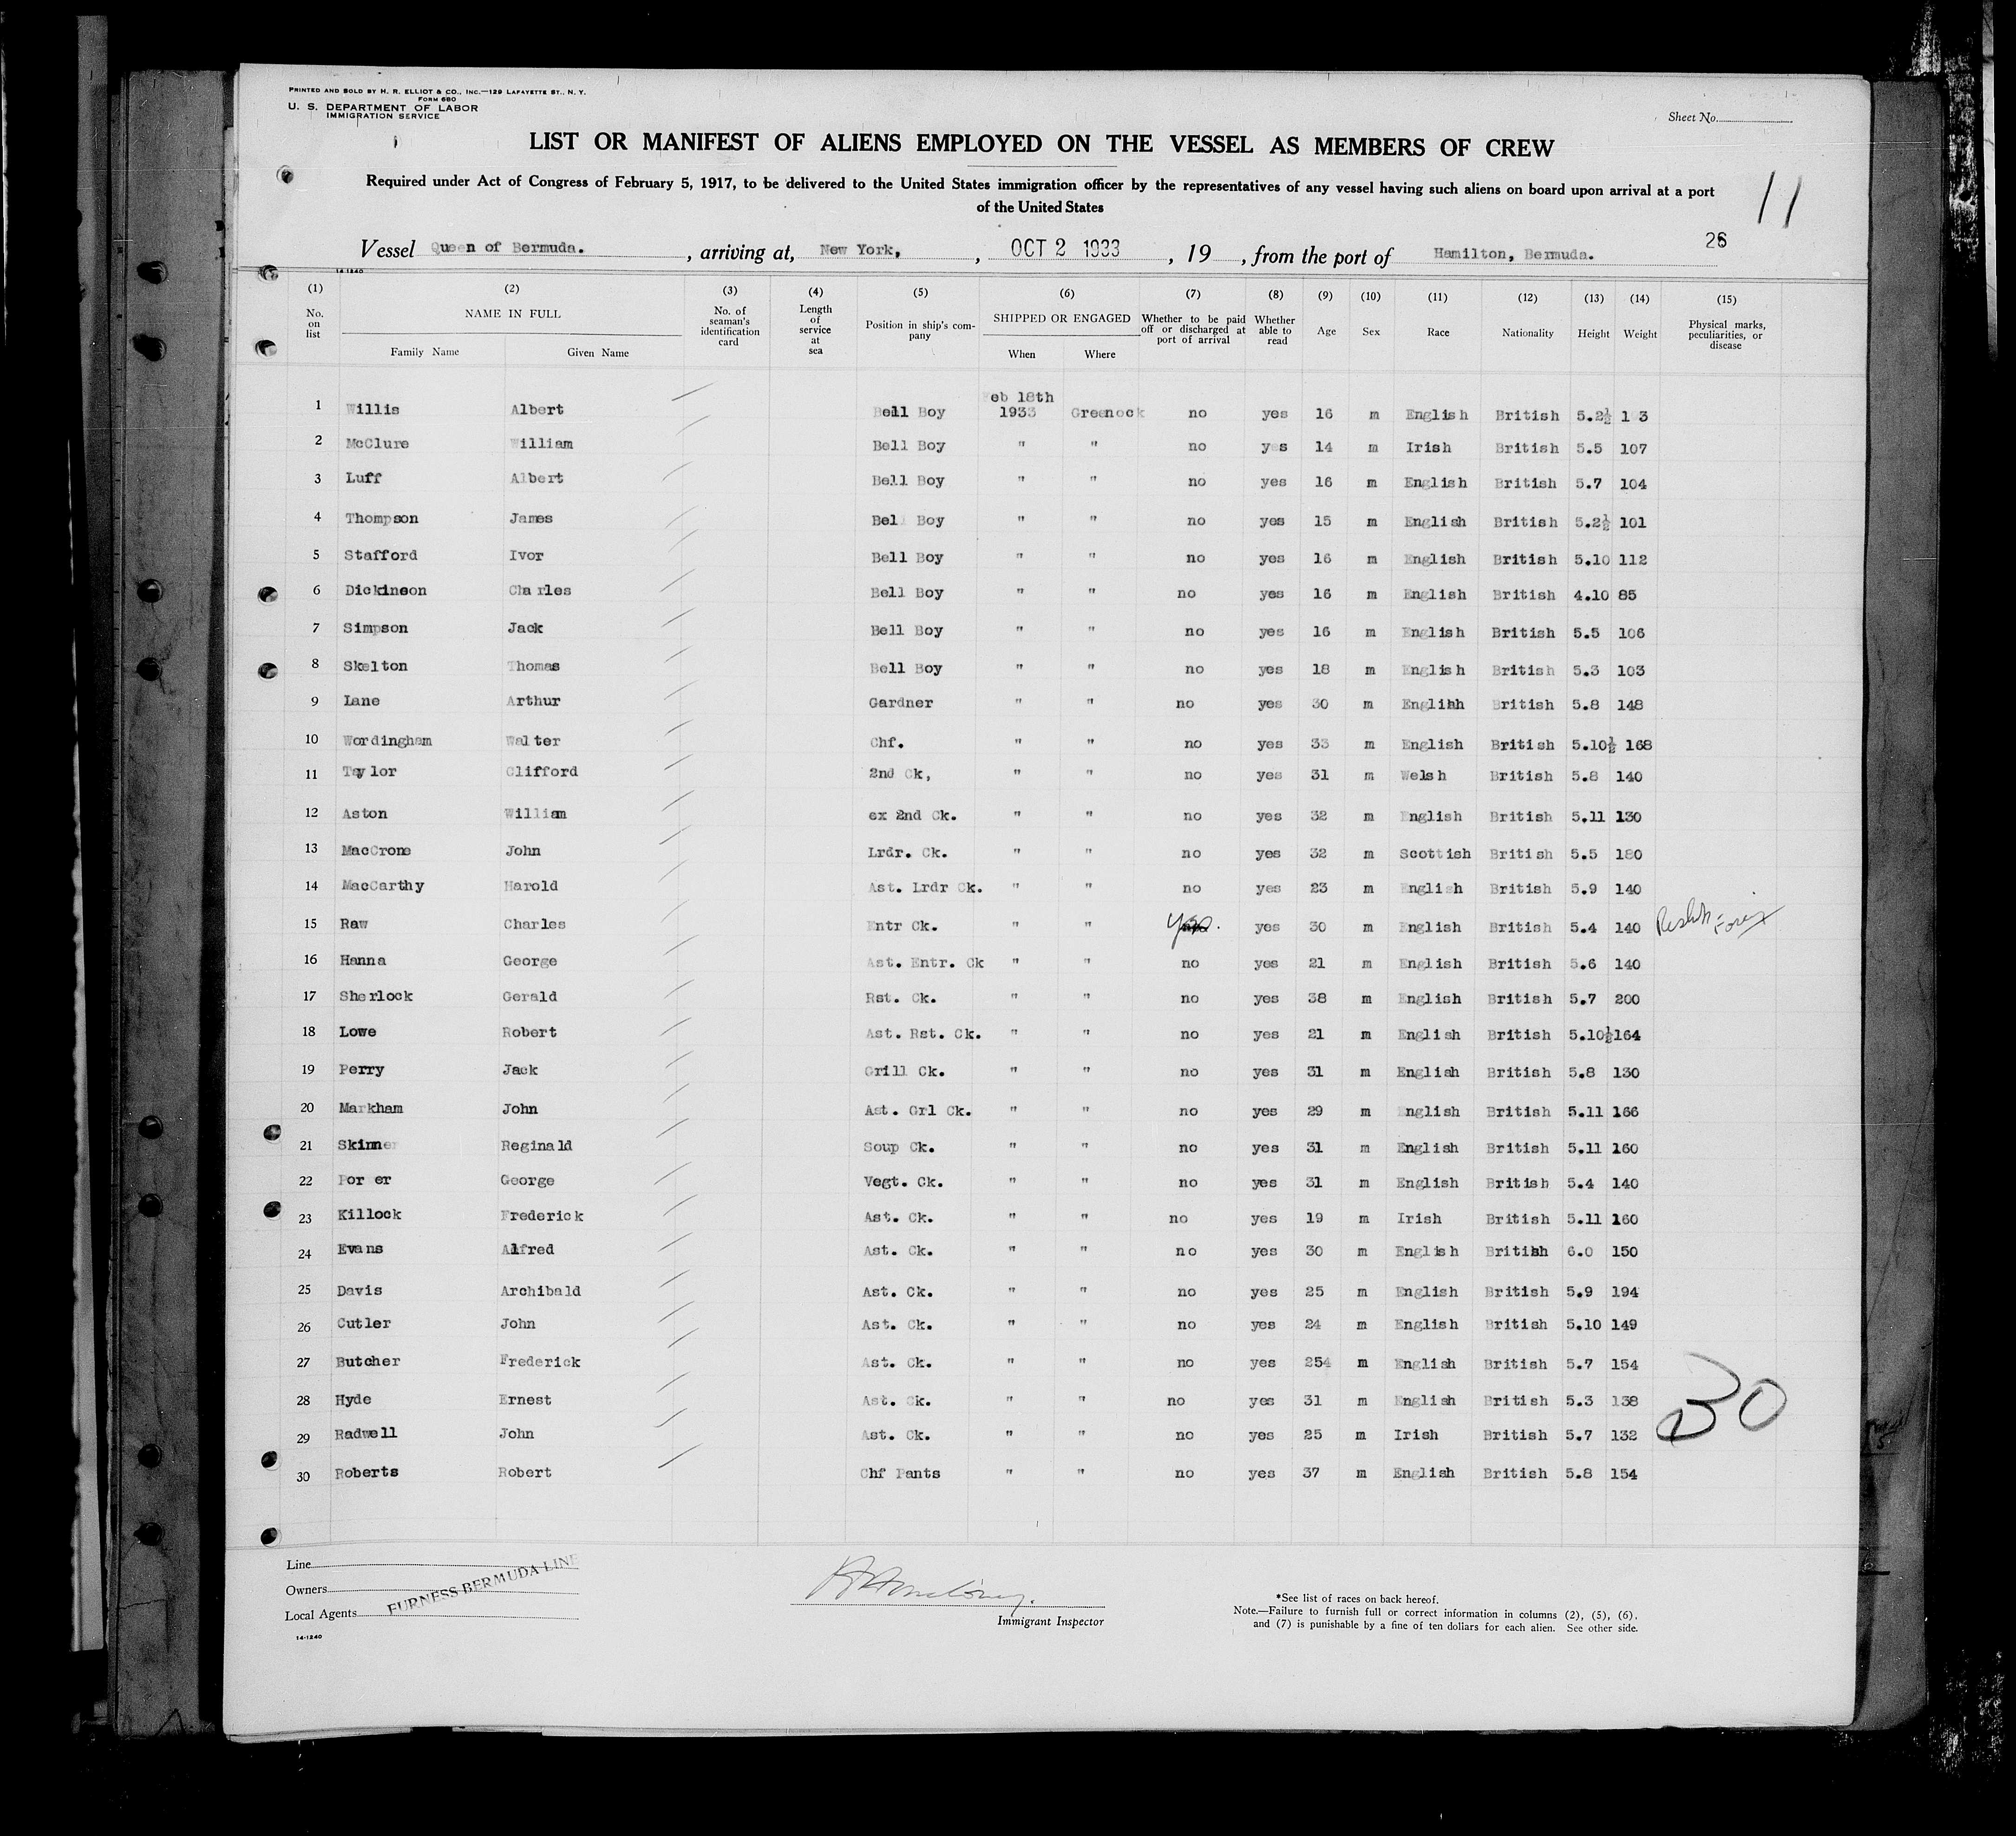 PRINTED AND SOLD BY H. R. ELLIOT & CO., INC.—129 LAFAYETTE ST., N. Y.
FORM 680
U. S. DEPARTMENT OF LABOR
IMMIGRATION SERVICE
Sheet No.
LIST OR MANIFEST OF ALIENS EMPLOYED ON THE VESSEL AS MEMBERS OF CREW
Required under Act of Congress of February 5, 1917, to be delivered to the United States immigration officer by the representatives of any vessel having such aliens on board upon arrival at a port
of the United States
11
26
Vessel Queen of Bermuda. , arriving at, New York, , OCT 2 1933 , 19 , from the port of Hamilton, Bermuda.
14-1240
(1) (2) (3) (4) (5) (6) (7) (8) (9) (10) (11) (12) (13) (14) (15)
No. on list NAME IN FULL Family Name Given Name No. of seaman's identification card Length of service at sea Position in ship's company SHIPPED OR ENGAGED When Where Whether to be paid off or discharged at port of arrival Whether able to read Age Sex Race Nationality Height Weight Physical marks, peculiarities, or disease
eb 18th
1 Willis Albert Bell Boy 1933 Greenock no yes 16 m English British 5.2½ 1 3
2 McClure William Bell Boy " " no y s 14 m Irish British 5.5 107
3 Luff Albert Bell Boy " " no yes 16 m English British 5.7 104
4 Thompson James Bel Boy " " no yes 15 m English British 5.2½ 101
5 Stafford Ivor Bell Boy " " no yes 16 m English British 5.10 112
6 Dickinson Charles Bell Boy " " no yes 16 m English British 4.10 85
7 Simpson Jack Bell Boy " " no yes 16 m English British 5.5 106
8 Skelton Thomas Bell Boy " " no yes 18 m English British 5.3 103
9 Lane Arthur Gardner " " no yes 30 m Englihh British 5.8 148
10 Wordingham Walter Chf. " " no yes 33 m English British 5.10½ 168
11 Taylor Clifford 2nd Ck, " " no yes 31 m Welsh British 5.8 140
12 Aston William ex 2nd Ck. " " no yes 32 m English British 5.11 130
13 MacCrone John Lrdr. Ck. " " no yes 32 m Scottish British 5.5 180
14 MacCarthy Harold Ast. Lrdr Ck. " " no yes 23 m English British 5.9 140
15 Raw Charles Entr Ck. " " yes 30 m English British 5.4 140
16 Hanna George Ast. Entr. Ck " " no yes 21 m English British 5.6 140
17 Sherlock Gerald Rst. Ck. " " no yes 38 m English British 5.7 200
18 Lowe Robert Ast. Rst. Ck. " " no yes 21 m English British 5.10½ 164
19 Perry Jack Grill Ck. " " no yes 31 m English British 5.8 130
20 Markham John Ast. Grl Ck. " " no yes 29 m English British 5.11 166
21 Skinner Reginald Soup Ck. " " no yes 31 m English British 5.11 160
22 Por er George Vegt. Ck. " " no yes 31 m English British 5.4 140
23 Killock Frederick Ast. Ck. " " no yes 19 m Irish British 5.11 160
24 Evans Alfred Ast. Ck. " " no yes 30 m English British 6.0 150
25 Davis Archibald Ast. Ck. " " no yes 25 m English British 5.9 194
26 Cutler John Ast. Ck. " " no yes 24 m English British 5.10 149
27 Butcher Frederick Ast. Ck. " " no yes 254 m English British 5.7 154
28 Hyde Ernest Ast. Ck. " " no yes 31 m English British 5.3 138
29 Radwell John Ast. Ck. " " no yes 25 m Irish British 5.7 132
30 Roberts Robert Chf Pants " " no yes 37 m English British 5.8 154
30
Line
Owners
Local Agents
FURNESS BERMUDA LINE
14-1240
Immigrant Inspector
*See list of races on back hereof.
Note.—Failure to furnish full or correct information in columns (2), (5), (6),
and (7) is punishable by a fine of ten dollars for each alien. See other side.